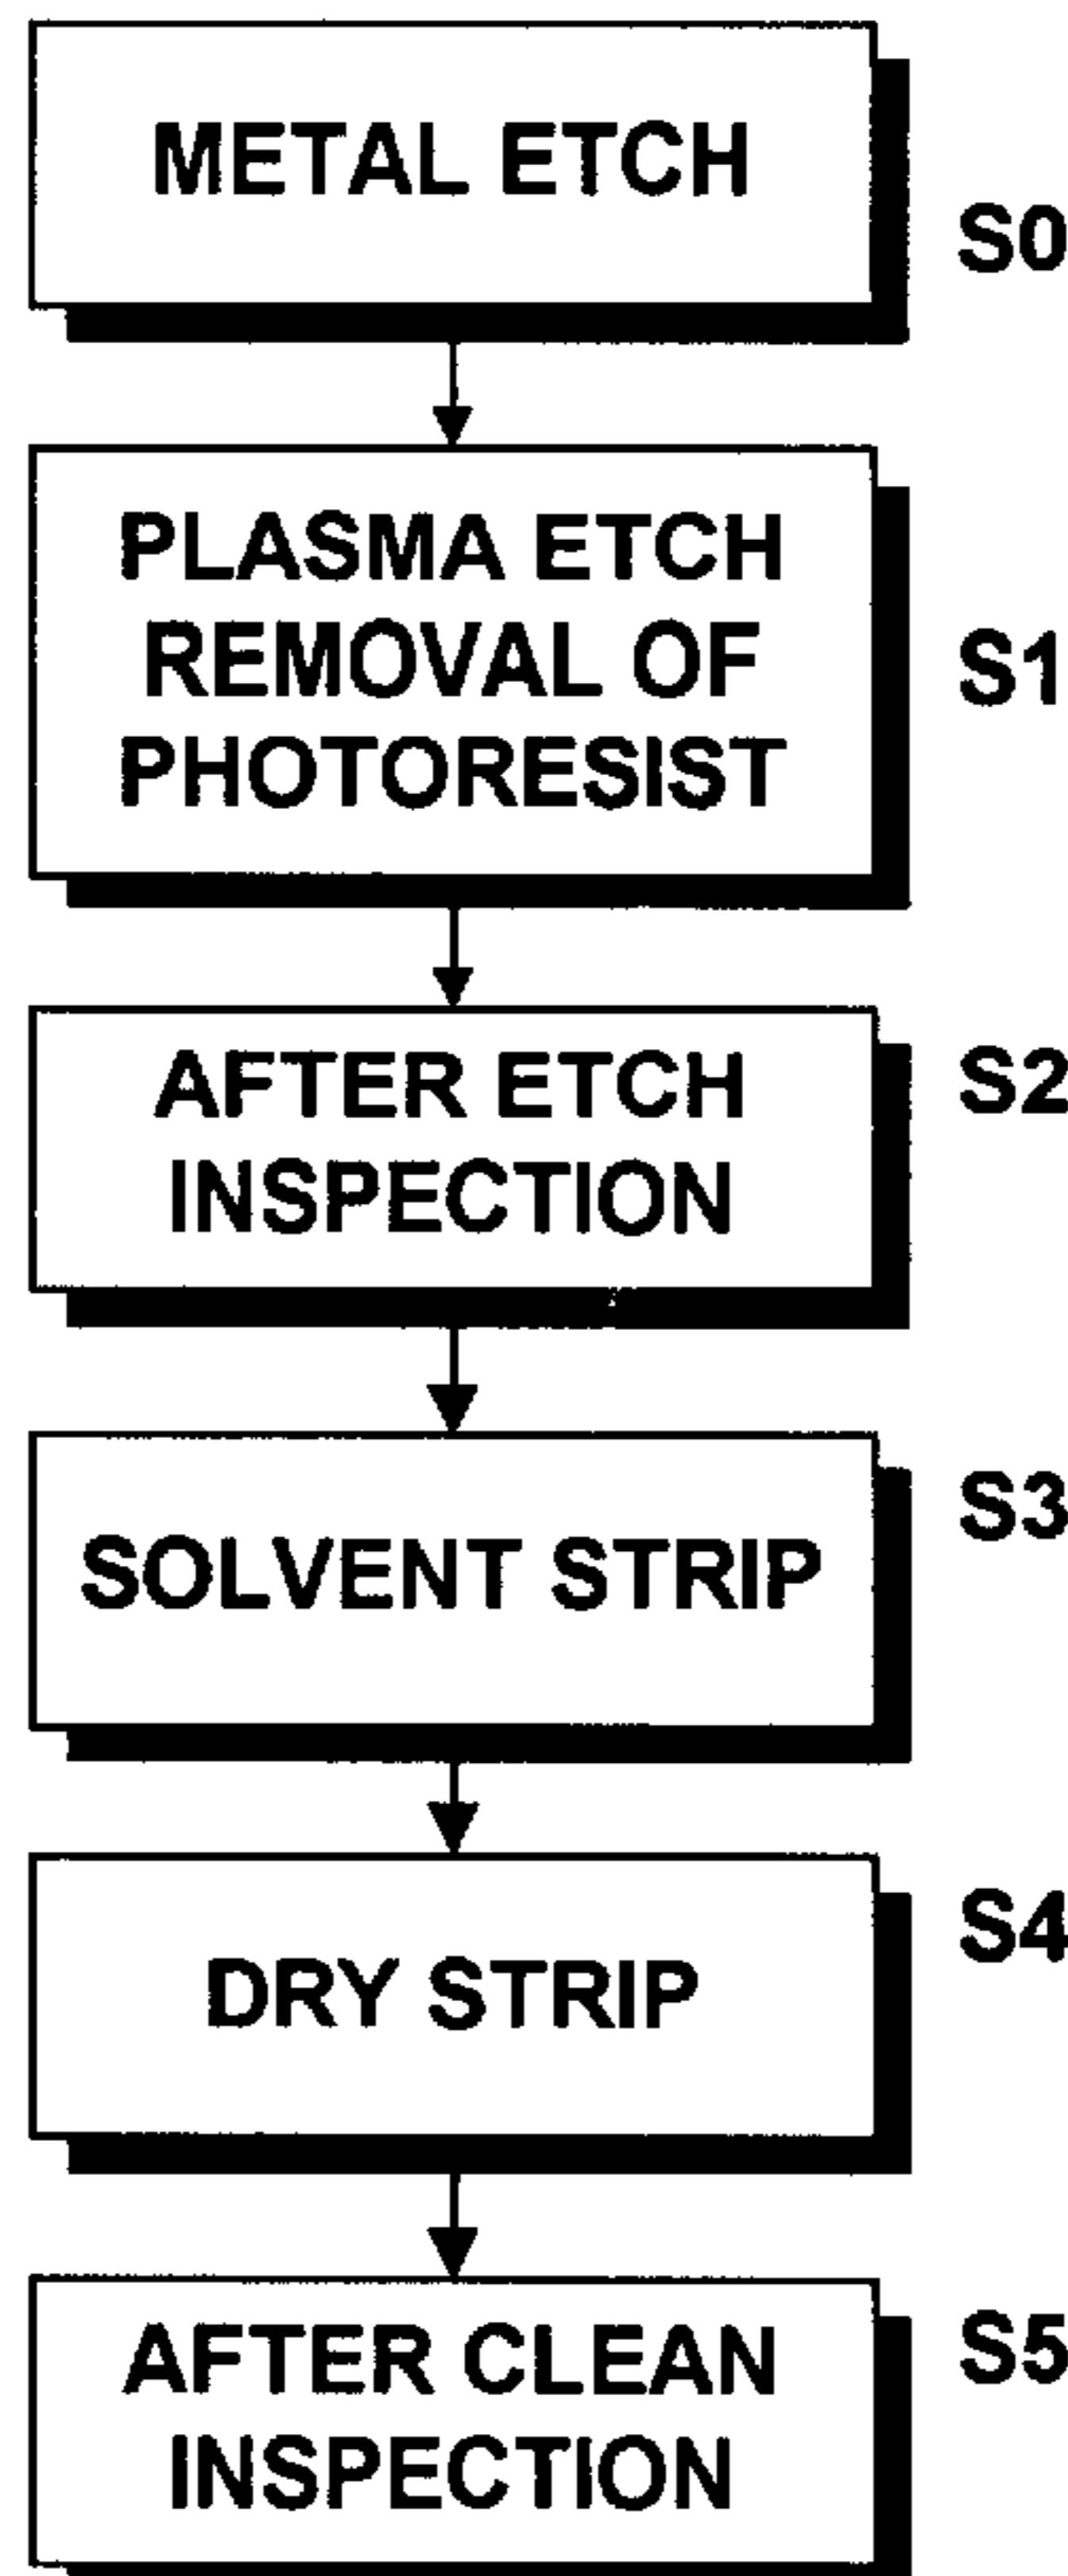 METAL ETCH
S0
PLASMA ETCH
REMOVAL OF
PHOTORESIST
S1
AFTER ETCH
INSPECTION
S2
SOLVENT STRIP
S3
DRY STRIP
S4
AFTER CLEAN
INSPECTION
S5